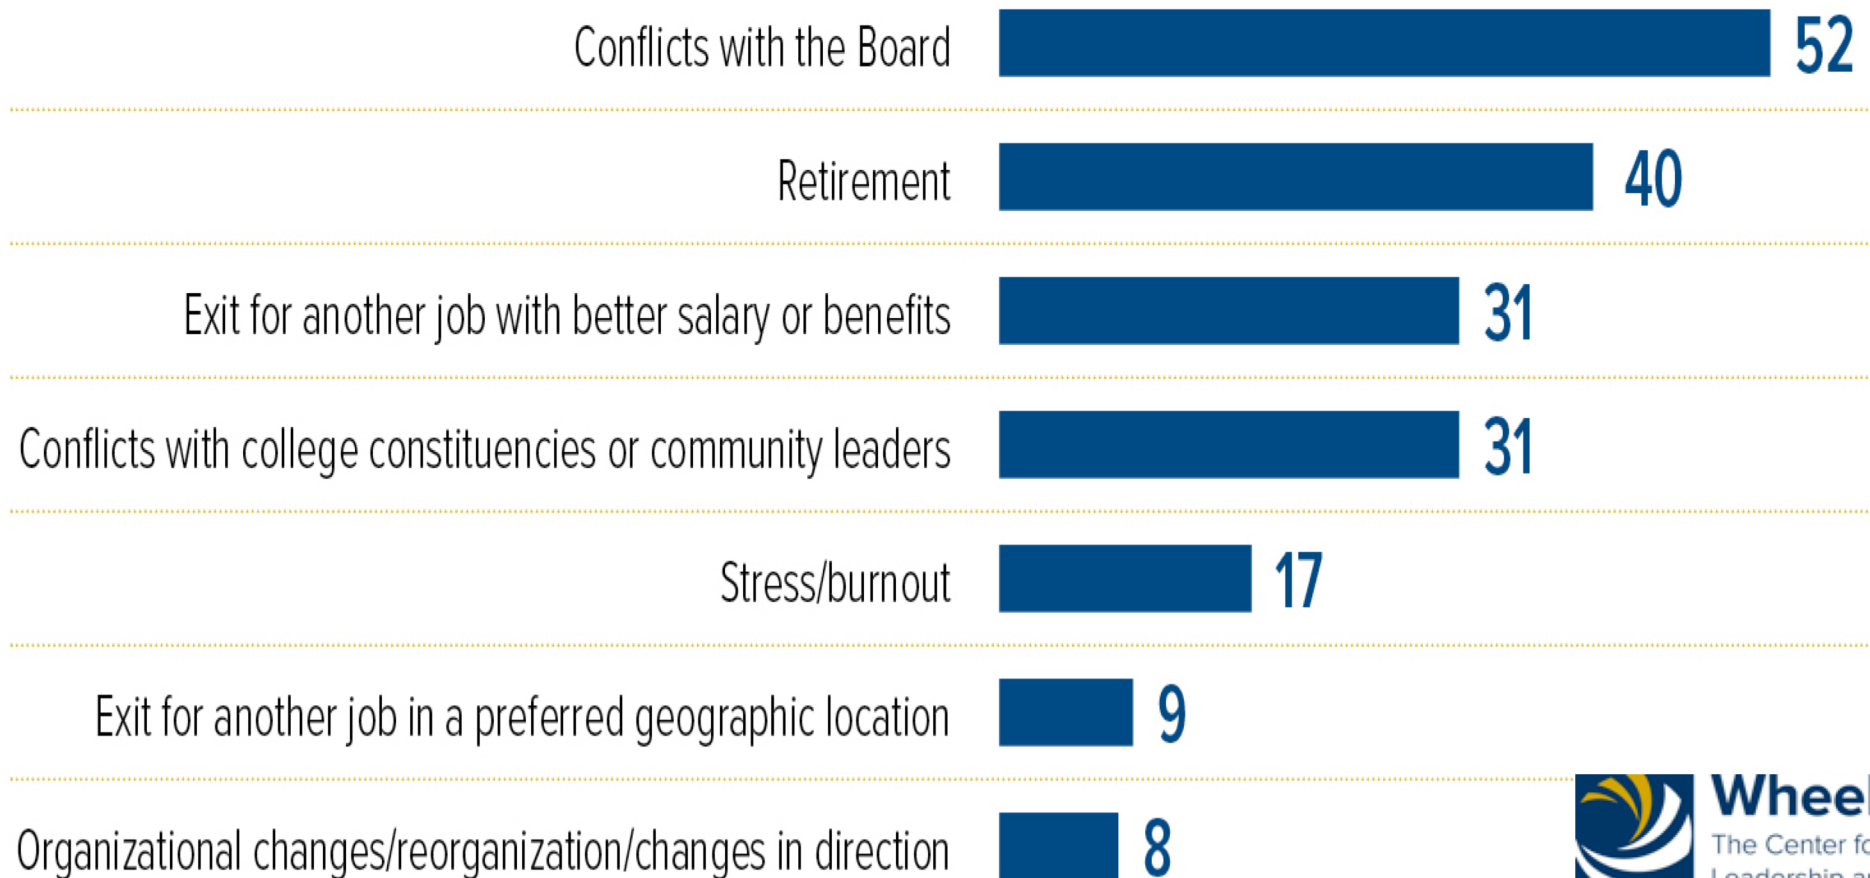 Conflicts with the Board 52
Retirement 40
Exit for another job with better salary or benefits 31
Conflicts with college constituencies or community leaders 31
Stress/burnout 17
Exit for another job in a preferred geographic location 9
Organizational changes/reorganization/changes in direction 8
The Center
Leadership